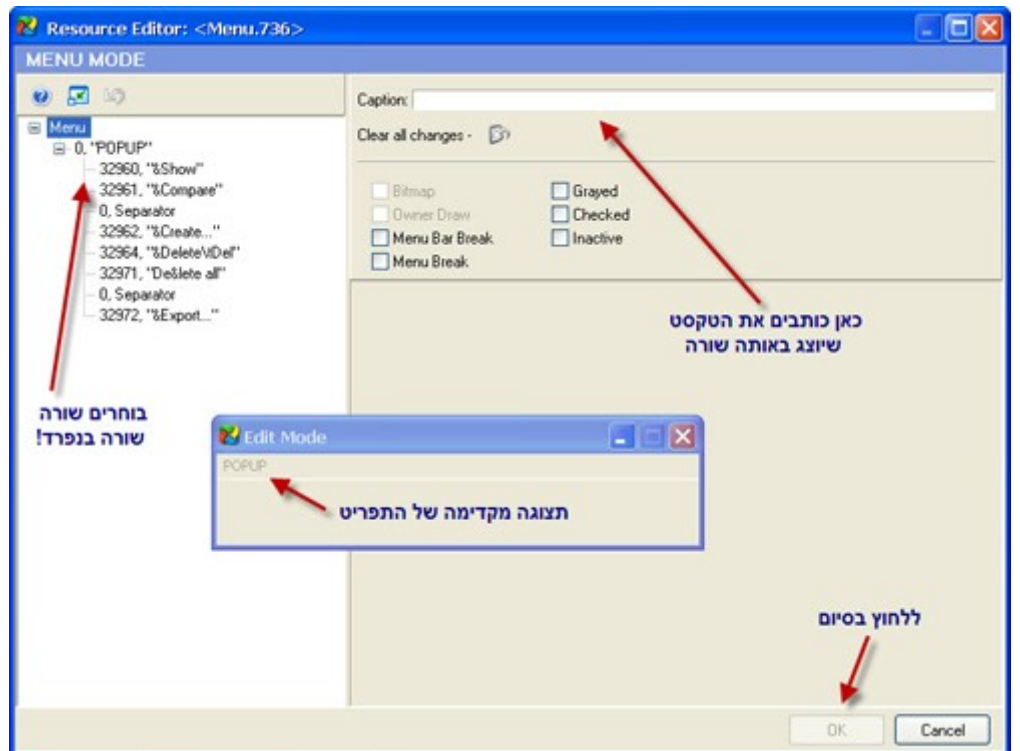 Resource Editor: <Menu.736>
MENU MODE
Caption:
Clear all changes -
Menu
0, "POPUP"
32960, "&Show"
32961, "&Compare"
0, Separator
32962, "&Create..."
32964, "&Delete\tDel"
32971, "De&lete all"
0, Separator
32972, "&Export..."
Bitmap
Owner Draw
Menu Bar Break
Menu Break
Grayed
Checked
Inactive
כאן כותבים את הטקסט
שיוצג באותה שורה
בוחרים שורה
שורה בנפרד!
Edit Mode
POPUP
תצוגה מקדימה של התפריט
ללחוץ בסיום
OK
Cancel